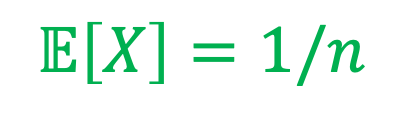 𝔼[X] = 1/n